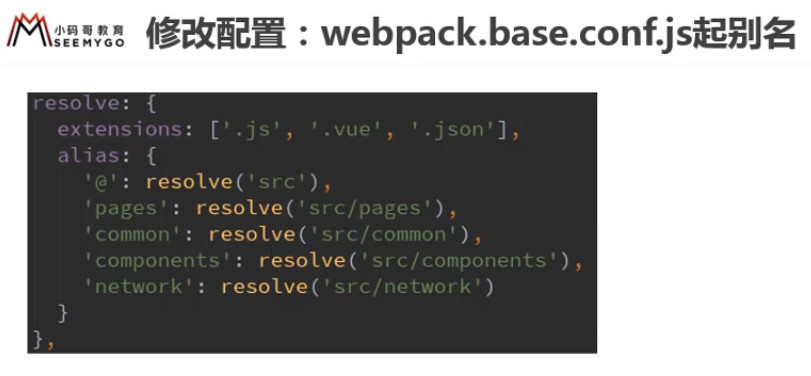 小码哥教育
SEEMYGO
修改配置：webpack.base.conf.js起别名
resolve: {
  extensions: ['.js', '.vue', '.json'],
  alias: {
    '@': resolve('src'),
    'pages': resolve('src/pages'),
    'common': resolve('src/common'),
    'components': resolve('src/components'),
    'network': resolve('src/network')
  }
},